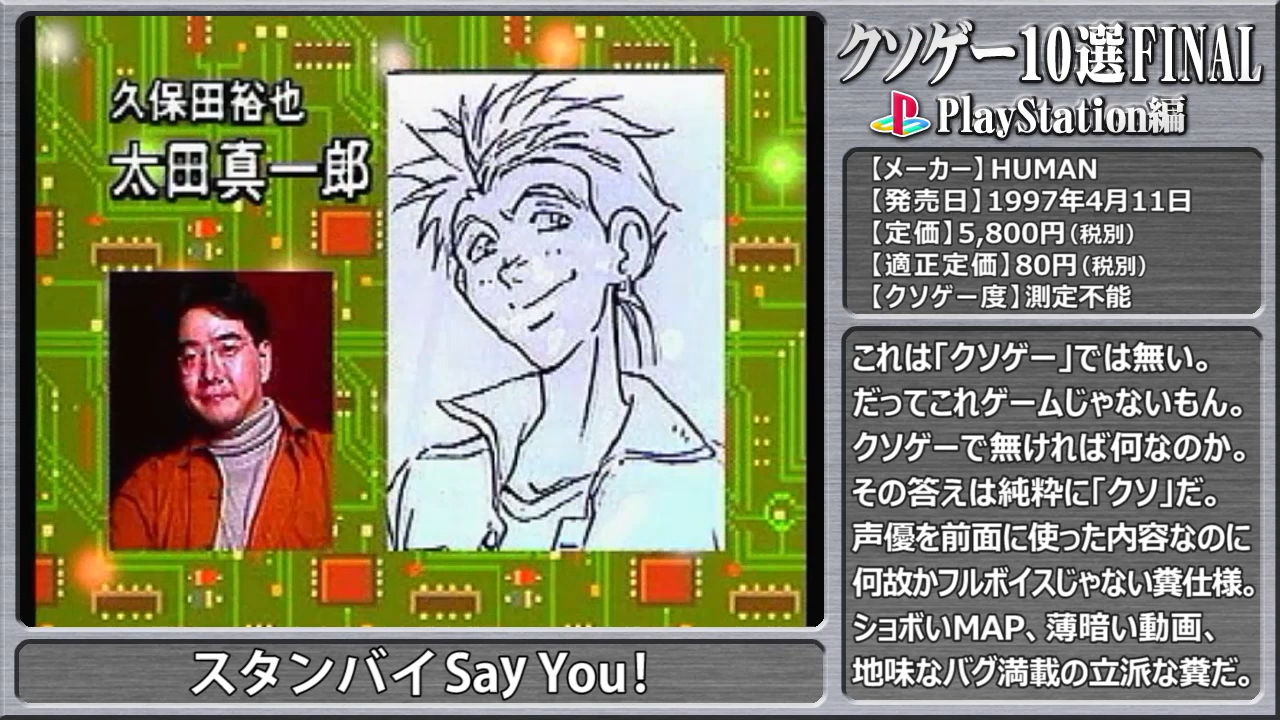 久保田裕也
太田真一郎
スタンバイSay You!
クソゲー10選FINAL
PlayStation編
【メーカー】HUMAN
【発売日】1997年4月11日
【定価】5,800円(税別)
【適正定価】80円(税別)
【クソゲー度】測定不能
これは「クソゲー」では無い。
だってこれゲームじゃないもん。
クソゲーで無ければ何なのか。
その答えは純粋に「クソ」だ。
声優を前面に使った内容なのに
何故かフルボイスじゃない糞仕様。
ショボいMAP、薄暗い動画、
地味なバグ満載の立派な糞だ。